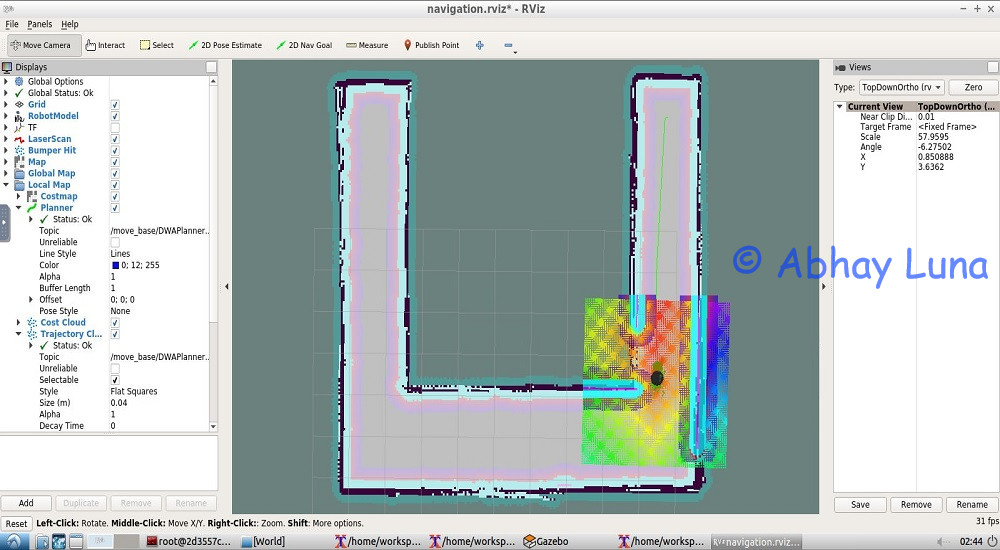 navigation.rviz* - RViz
File Panels Help
Move Camera Interact Select 2D Pose Estimate 2D Nav Goal Measure Publish Point
Displays
Global Options
Global Status: Ok
Grid
RobotModel
TF
LaserScan
Bumper Hit
Map
Global Map
Local Map
Costmap
Planner
Status: Ok
Topic /move_base/DWAPlanner...
Unreliable
Line Style Lines
Color 0; 12; 255
Alpha 1
Buffer Length 1
Offset 0; 0; 0
Pose Style None
Cost Cloud
Trajectory Cl...
Status: Ok
Topic /move_base/DWAPlanner...
Unreliable
Selectable
Style Flat Squares
Size (m) 0.04
Alpha 1
Decay Time 0
Add Duplicate Remove Rename
© Abhay Luna
Views
Type: TopDownOrtho (rv Zero
Current View TopDownOrtho (...
Near Clip Di... 0.01
Target Frame <Fixed Frame>
Scale 57.9595
Angle -6.27502
X 0.850888
Y 3.6362
Save Remove Rename
Reset Left-Click: Rotate. Middle-Click: Move X/Y. Right-Click:: Zoom. Shift: More options. 31 fps
root@2d3557c... [World] /home/worksp... /home/worksp... Gazebo /home/worksp... navigation.rviz... 02:44